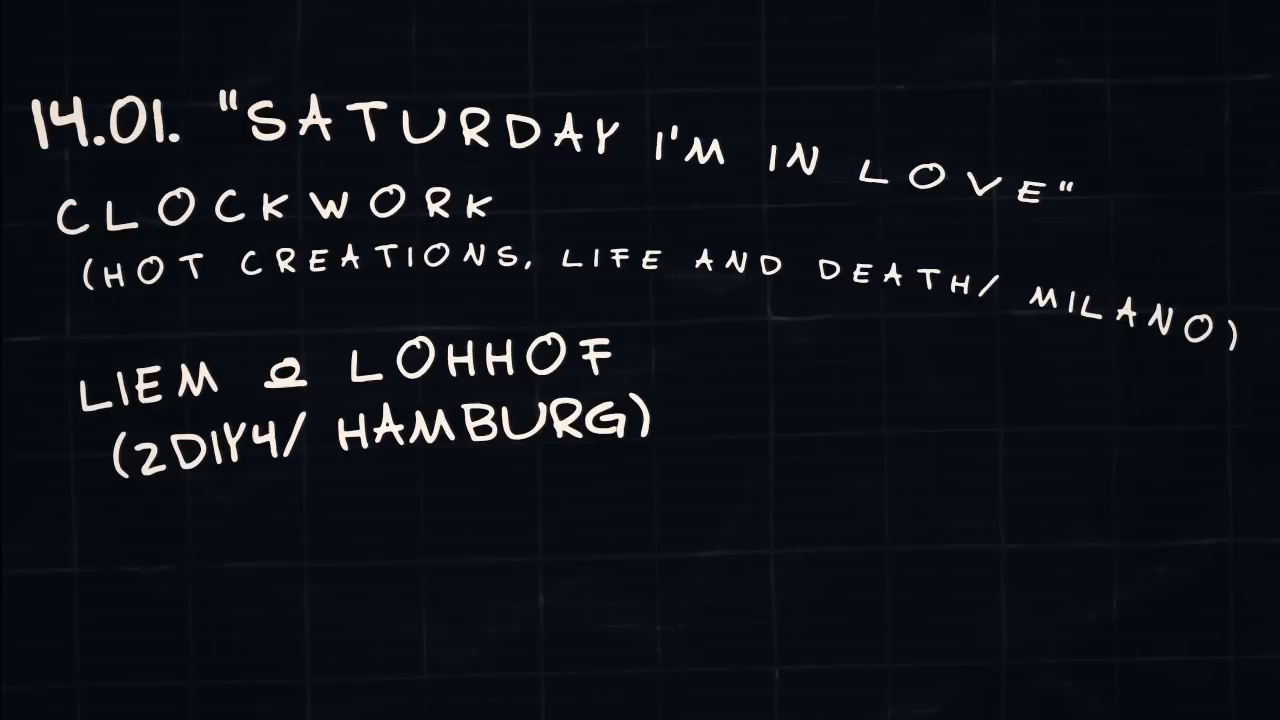 14.01. "SATURDAY I'M IN LOVE"
CLOCKWORK
(HOT CREATIONS, LIFE AND DEATH/ MILANO)
LIEM & LOHHOF
(2DIY4/ HAMBURG)